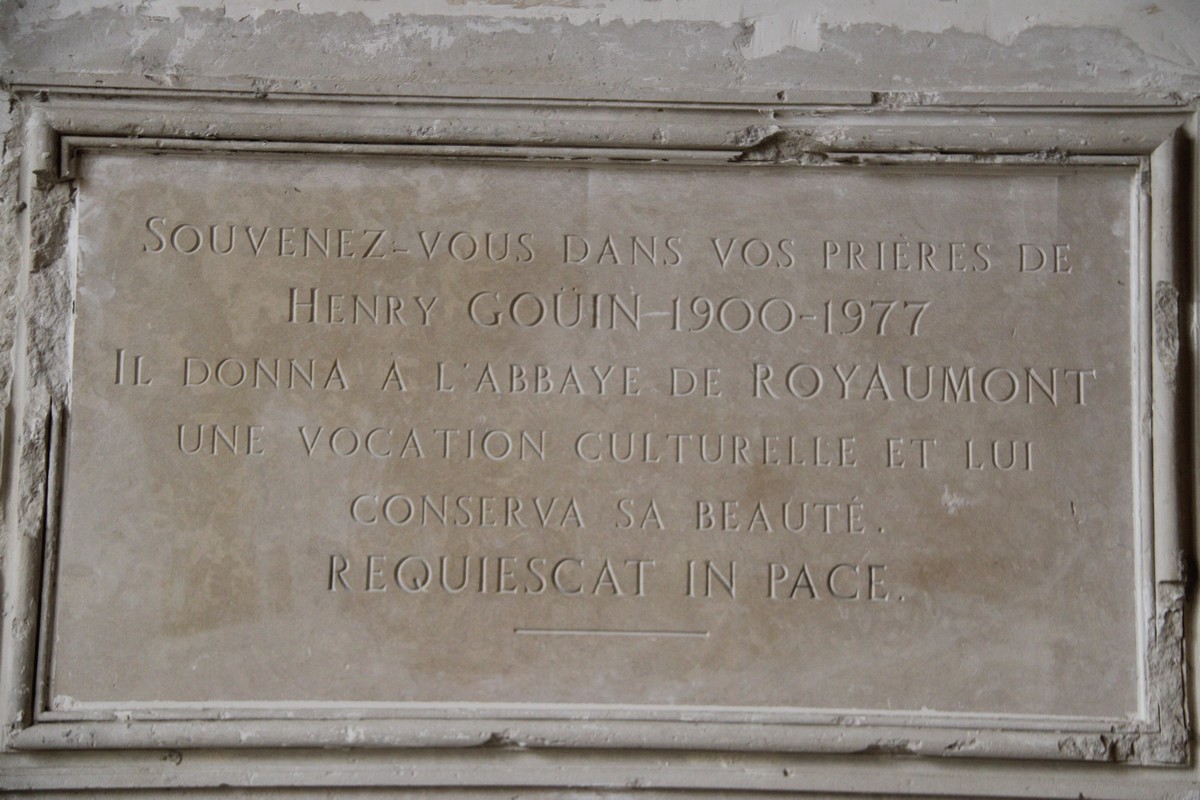 SOUVENEZ-VOUS DANS VOS PRIÈRES DE
HENRY GOÜIN 1900-1977
IL DONNA A L'ABBAYE DE ROYAUMONT
UNE VOCATION CULTURELLE ET LUI
CONSERVA SA BEAUTÉ.
REQUIESCAT IN PACE.